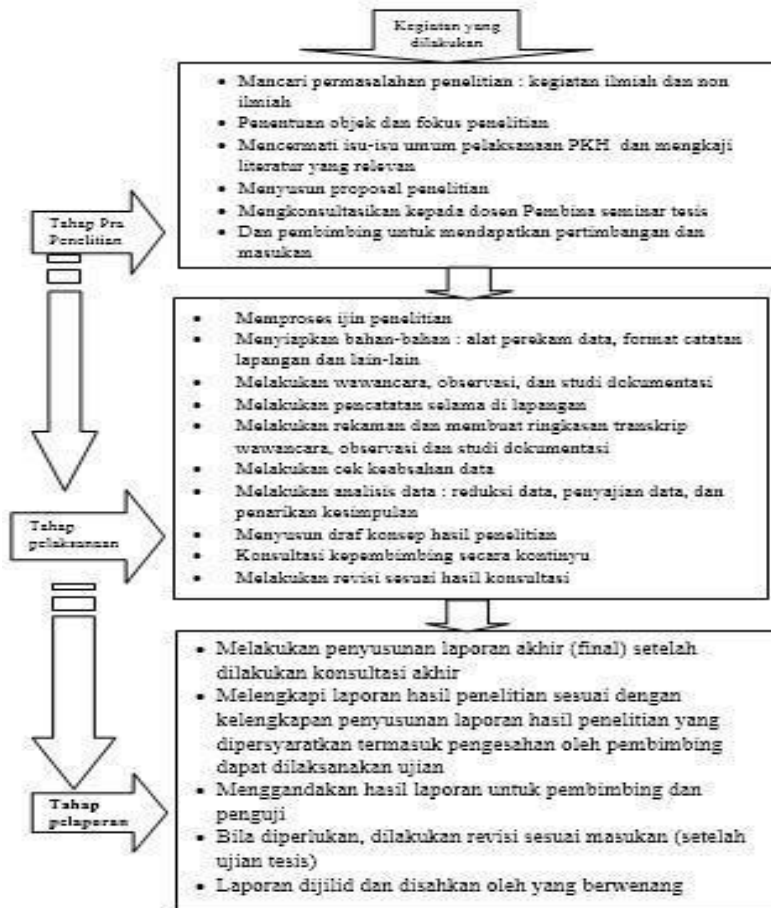 Kegiatan yang
dilakukan
• Mancari permasalahan penelitian : kegiatan ilmiah dan non
ilmiah
• Penentuan objek dan fokus penelitian
• Mencermati isu-isu umum pelaksanaan PKH dan mengkaji
literatur yang relevan
• Menyusun proposal penelitian
• Mengkonsultasikan kepada dosen Pembina seminar tesis
• Dan pembimbing untuk mendapatkan pertimbangan dan
masukan
Tahap Pra
Penelitian
• Memproses ijin penelitian
• Menyiapkan bahan-bahan : alat perekam data, format catatan
lapangan dan lain-lain
• Melakukan wawancara, observasi, dan studi dokumentasi
• Melakukan pencatatan selama di lapangan
• Melakukan rekaman dan membuat ringkasan transkrip
wawancara, observasi dan studi dokumentasi
• Melakukan cek keabsahan data
• Melakukan analisis data : reduksi data, penyajian data, dan
penarikan kesimpulan
• Menyusun draf konsep hasil penelitian
• Konsultasi kepembimbing secara kontinyu
• Melakukan revisi sesuai hasil konsultasi
Tahap
pelaksanaan
• Melakukan penyusunan laporan akhir (final) setelah
dilakukan konsultasi akhir
• Melengkapi laporan hasil penelitian sesuai dengan
kelengkapan penyusunan laporan hasil penelitian yang
dipersyaratkan termasuk pengesahan oleh pembimbing
dapat dilaksanakan ujian
• Menggandakan hasil laporan untuk pembimbing dan
penguji
• Bila diperlukan, dilakukan revisi sesuai masukan (setelah
ujian tesis)
• Laporan dijilid dan disahkan oleh yang berwenang
Tahap
pelaporan